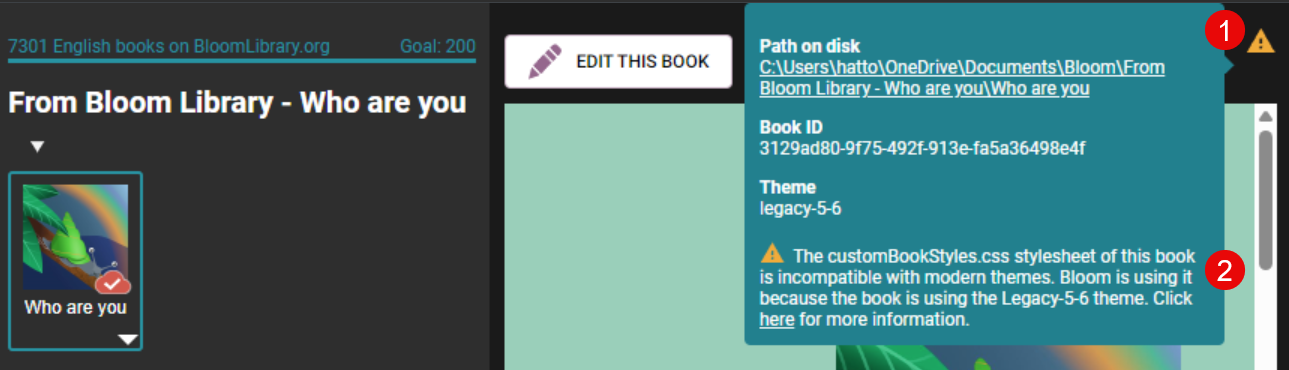 7301 English books on BloomLibrary.org
Goal: 200
From Bloom Library - Who are you
Who are you
EDIT THIS BOOK
Path on disk
C:\Users\hatto\OneDrive\Documents\Bloom\From
Bloom Library - Who are you\Who are you
Book ID
3129ad80-9f75-492f-913e-fa5a36498e4f
Theme
legacy-5-6
The customBookStyles.css stylesheet of this book
is incompatible with modern themes. Bloom is using it
because the book is using the Legacy-5-6 theme. Click
here for more information.
1
2